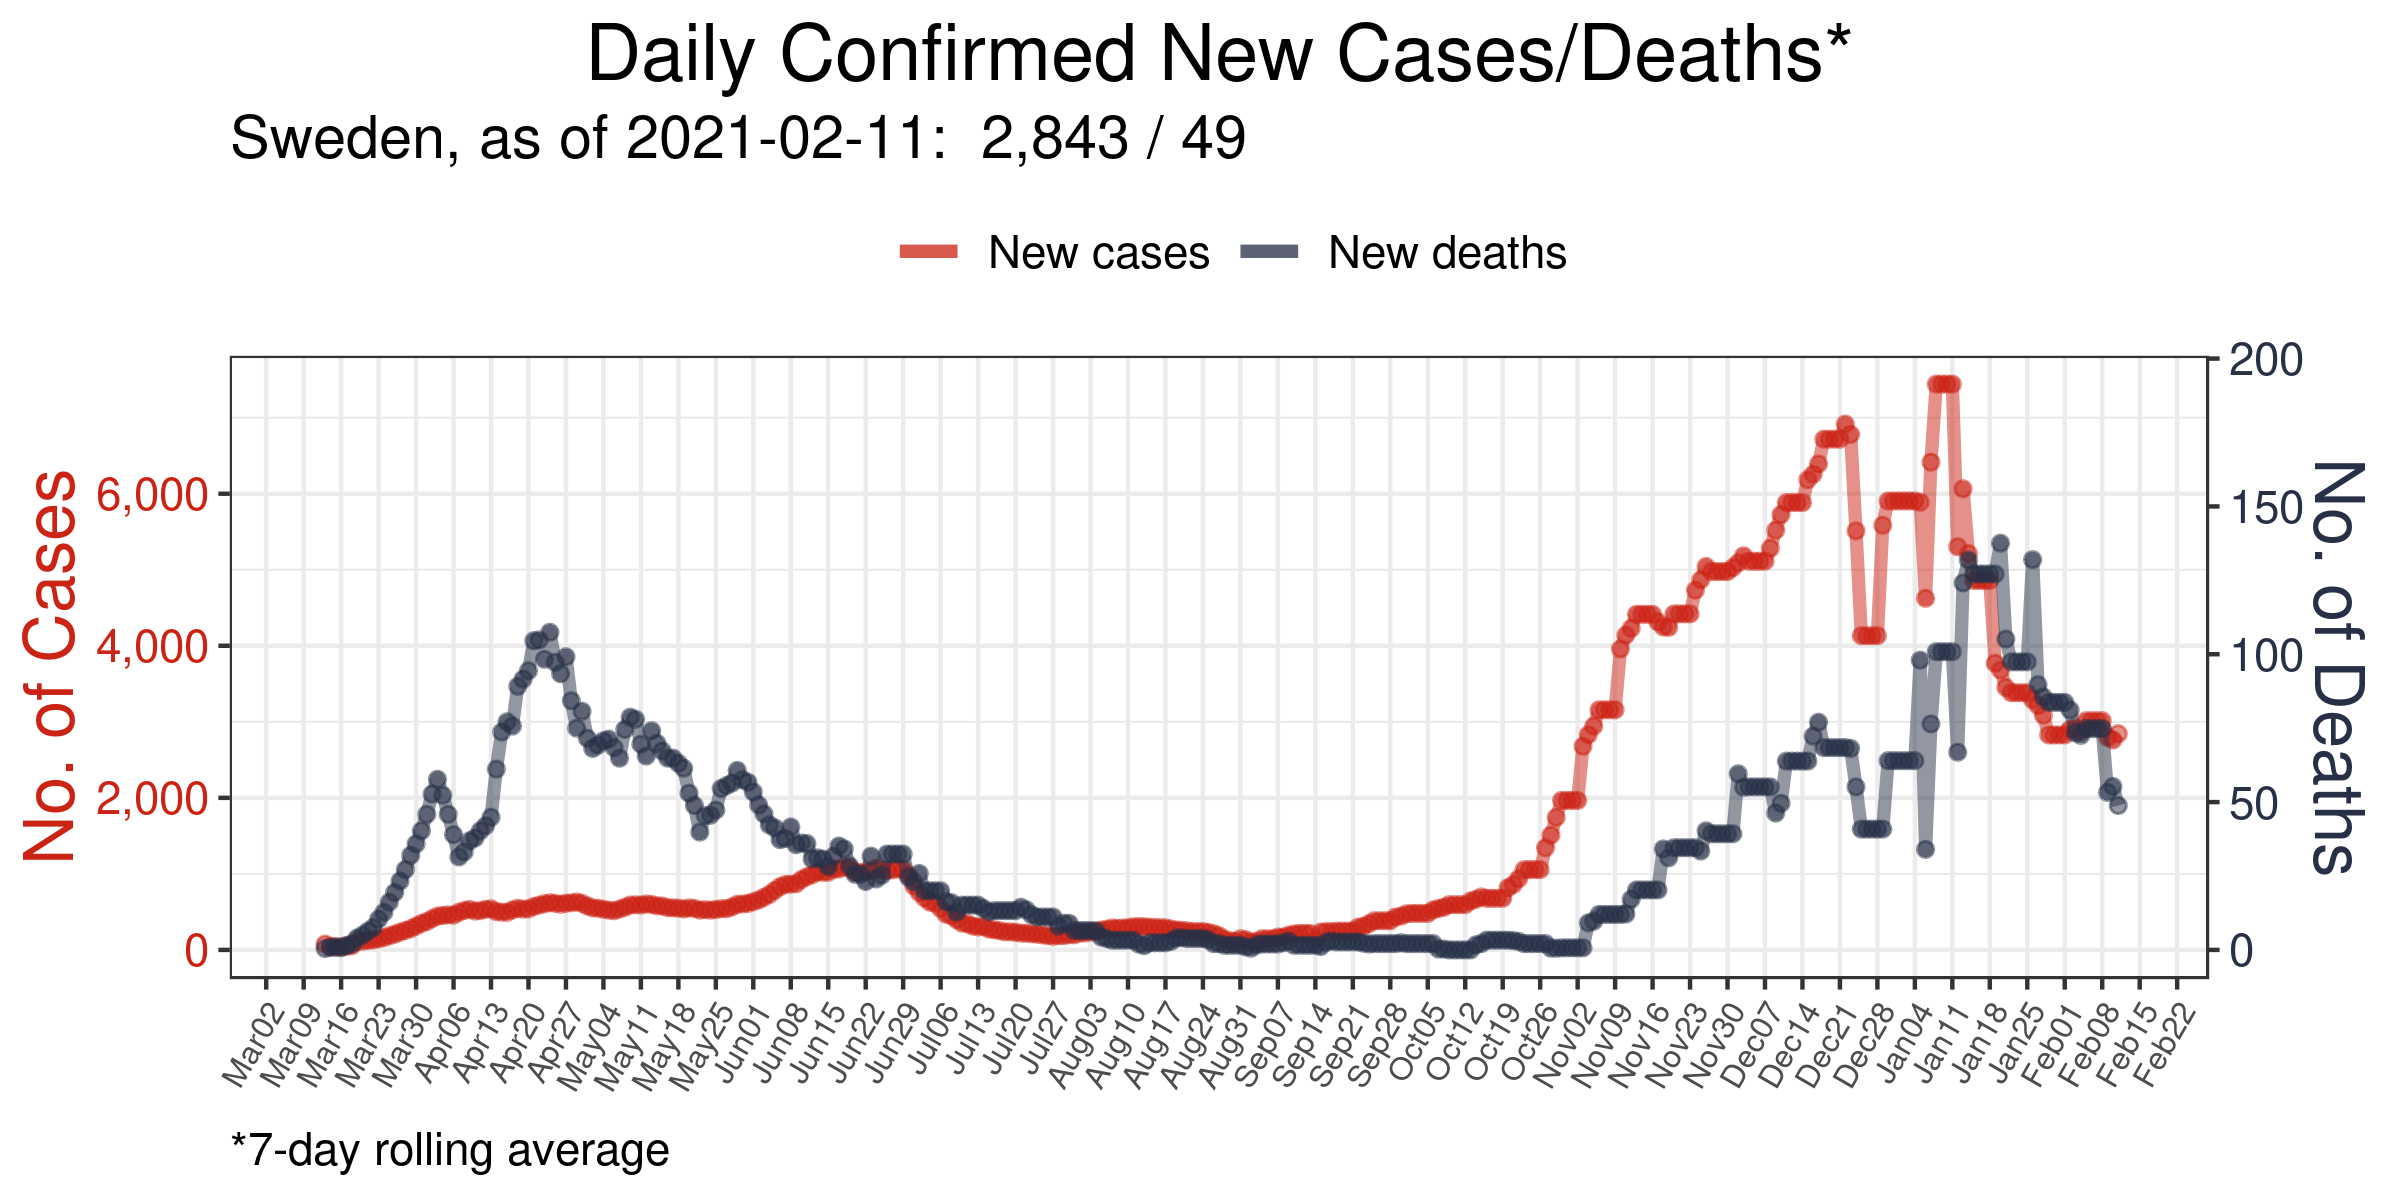 Daily Confirmed New Cases/Deaths*
Sweden, as of 2021-02-11:  2,843 / 49
New cases
New deaths
No. of Cases
6,000
4,000
2,000
0
200
150
100
50
0
No. of Deaths
Mar02
Mar09
Mar16
Mar23
Mar30
Apr06
Apr13
Apr20
Apr27
May04
May11
May18
May25
Jun01
Jun08
Jun15
Jun22
Jun29
Jul06
Jul13
Jul20
Jul27
Aug03
Aug10
Aug17
Aug24
Aug31
Sep07
Sep14
Sep21
Sep28
Oct05
Oct12
Oct19
Oct26
Nov02
Nov09
Nov16
Nov23
Nov30
Dec07
Dec14
Dec21
Dec28
Jan04
Jan11
Jan18
Jan25
Feb01
Feb08
Feb15
Feb22
*7-day rolling average